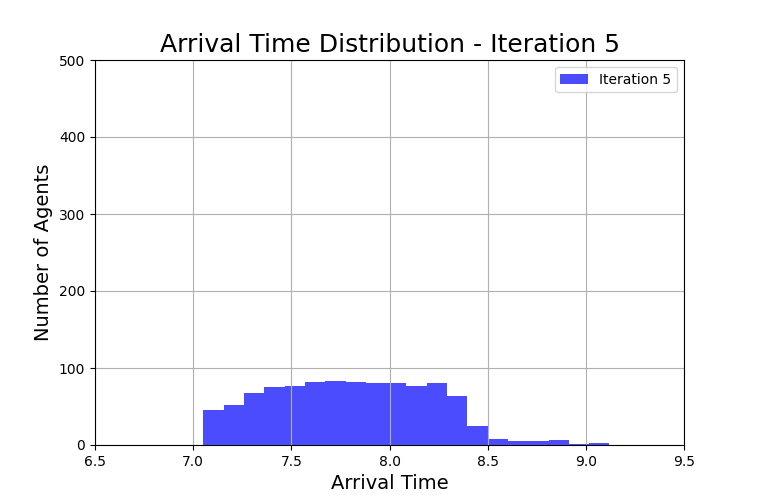 Arrival Time Distribution - Iteration 5
Iteration 5
Number of Agents
500
400
300
200
100
0
6.5 7.0 7.5 8.0 8.5 9.0 9.5
Arrival Time